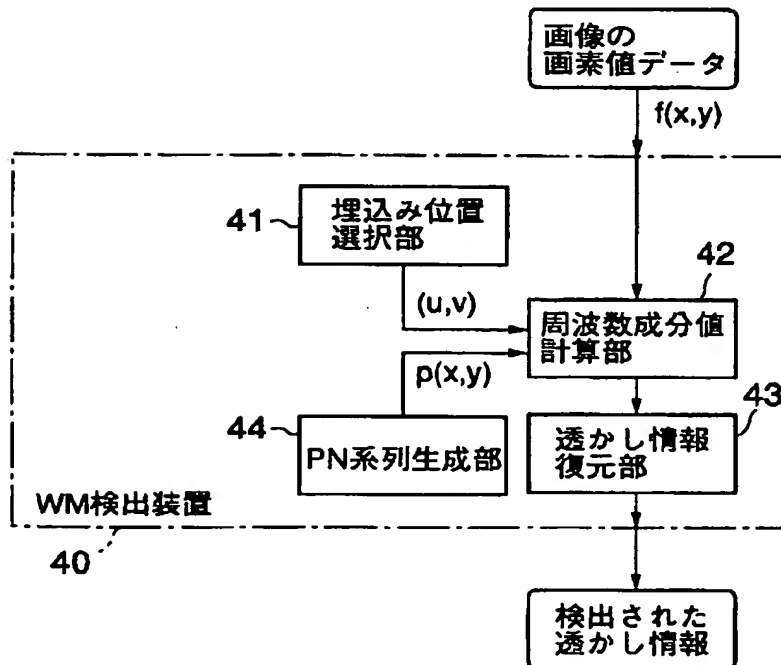 画像の
画素値データ
f(x,y)
41
埋込み位置
選択部
42
(u,v)
周波数成分値
計算部
p(x,y)
43
44
PN系列生成部
透かし情報
復元部
WM検出装置
40
検出された
透かし情報